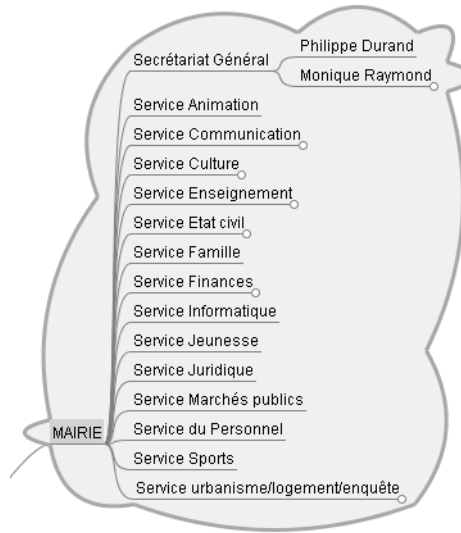 Secrétariat Général
Philippe Durand
Monique Raymond
Service Animation
Service Communication
Service Culture
Service Enseignement
Service Etat civil
Service Famille
Service Finances
Service Informatique
Service Jeunesse
Service Juridique
Service Marchés publics
MAIRIE
Service du Personnel
Service Sports
Service urbanisme/logement/enquête